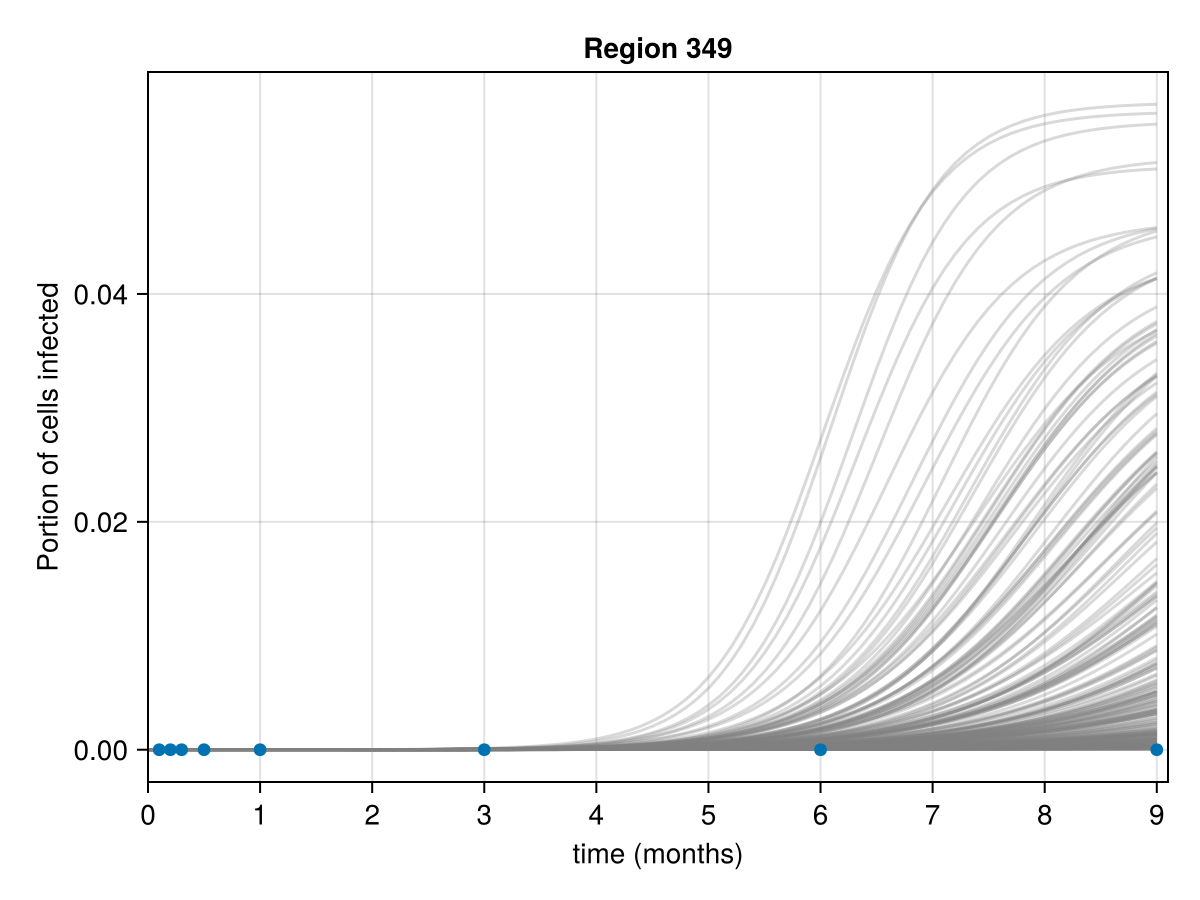 Region 349
Portion of cells infected
0.04
0.02
0.00
0 1 2 3 4 5 6 7 8 9
time (months)